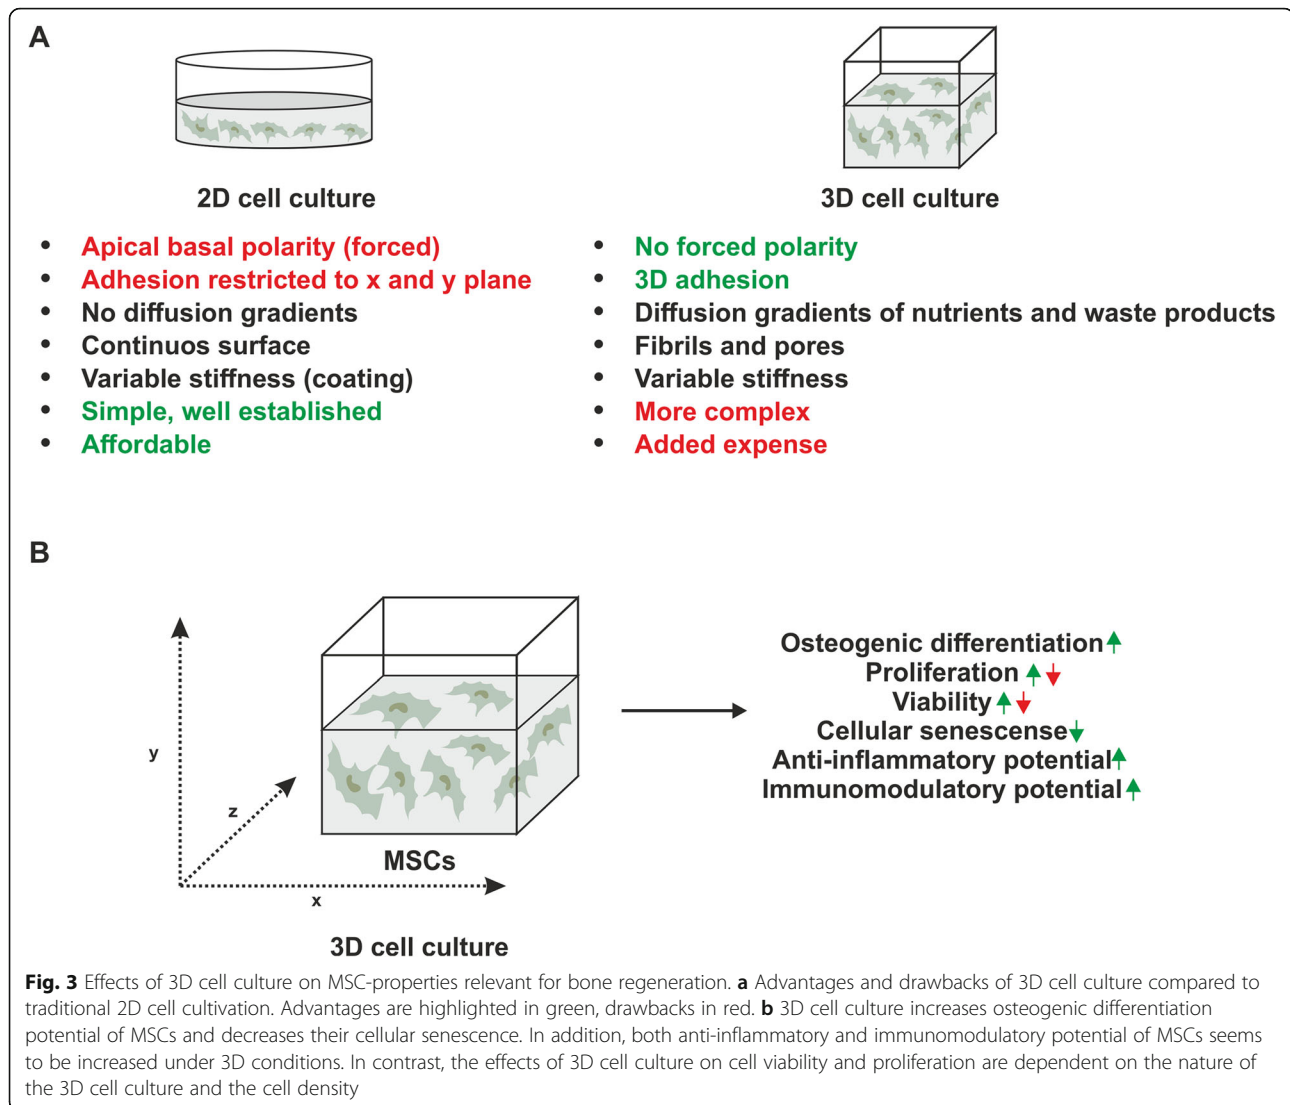 A
2D cell culture
• Apical basal polarity (forced)
• Adhesion restricted to x and y plane
• No diffusion gradients
• Continuos surface
• Variable stiffness (coating)
• Simple, well established
• Affordable
3D cell culture
• No forced polarity
• 3D adhesion
• Diffusion gradients of nutrients and waste products
• Fibrils and pores
• Variable stiffness
• More complex
• Added expense
B
y
z
x
MSCs
3D cell culture
Osteogenic differentiation
Proliferation
Viability
Cellular senescense
Anti-inflammatory potential
Immunomodulatory potential
Fig. 3 Effects of 3D cell culture on MSC-properties relevant for bone regeneration. a Advantages and drawbacks of 3D cell culture compared to
traditional 2D cell cultivation. Advantages are highlighted in green, drawbacks in red. b 3D cell culture increases osteogenic differentiation
potential of MSCs and decreases their cellular senescence. In addition, both anti-inflammatory and immunomodulatory potential of MSCs seems
to be increased under 3D conditions. In contrast, the effects of 3D cell culture on cell viability and proliferation are dependent on the nature of
the 3D cell culture and the cell density